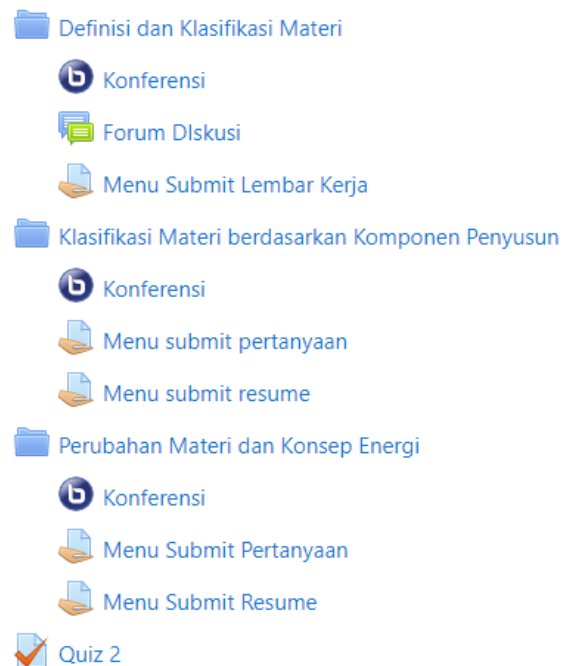 Definisi dan Klasifikasi Materi
Konferensi
Forum DIskusi
Menu Submit Lembar Kerja
Klasifikasi Materi berdasarkan Komponen Penyusun
Konferensi
Menu submit pertanyaan
Menu submit resume
Perubahan Materi dan Konsep Energi
Konferensi
Menu Submit Pertanyaan
Menu Submit Resume
Quiz 2